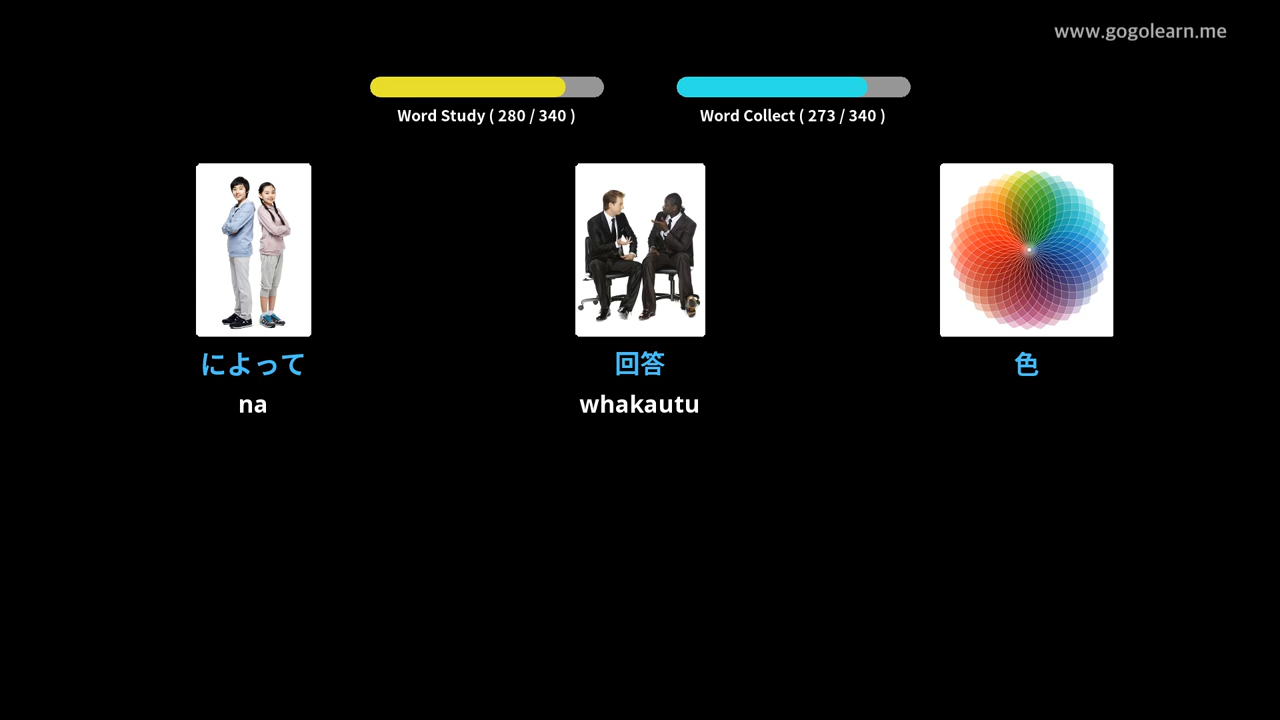 www.gogolearn.me
Word Study ( 280 / 340 )
Word Collect ( 273 / 340 )
によって
na
回答
whakautu
色